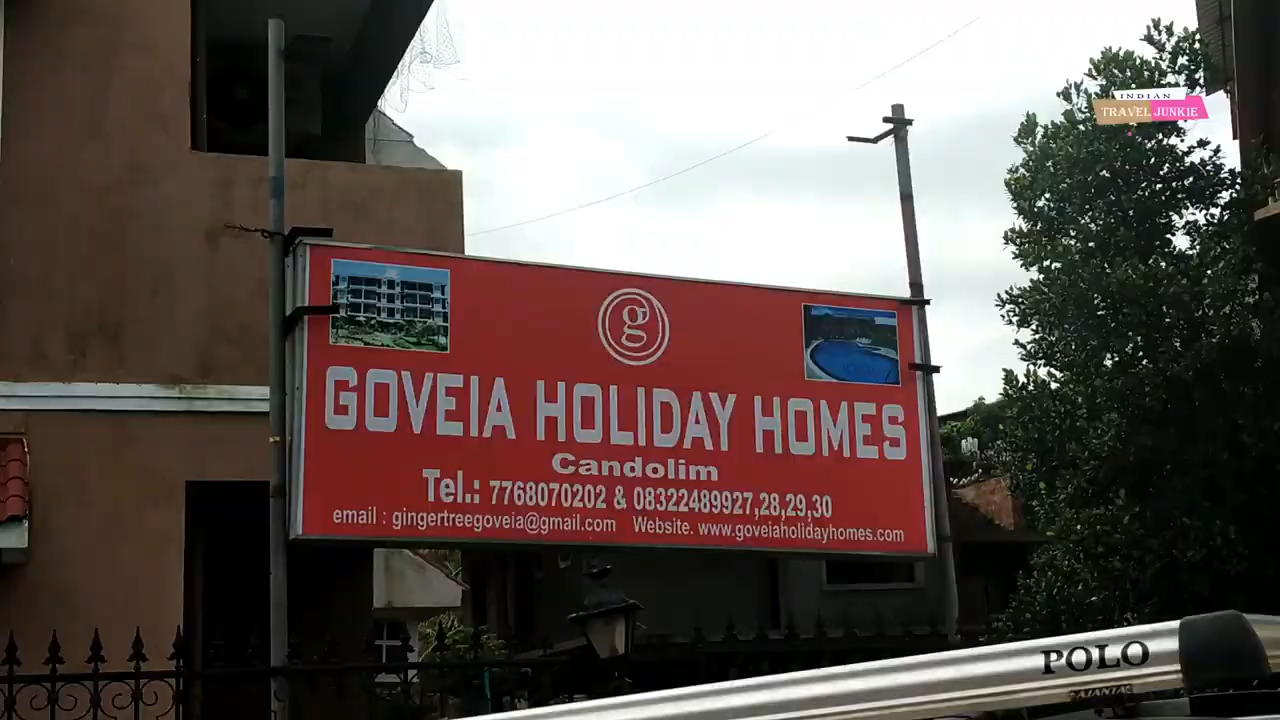 INDIAN
TRAVEL JUNKIE
g
GOVEIA HOLIDAY HOMES
Candolim
Tel.: 7768070202 & 08322489927,28,29,30
email : gingertreegoveia@gmail.com Website. www.goveiaholidayhomes.com
POLO
AJANTA